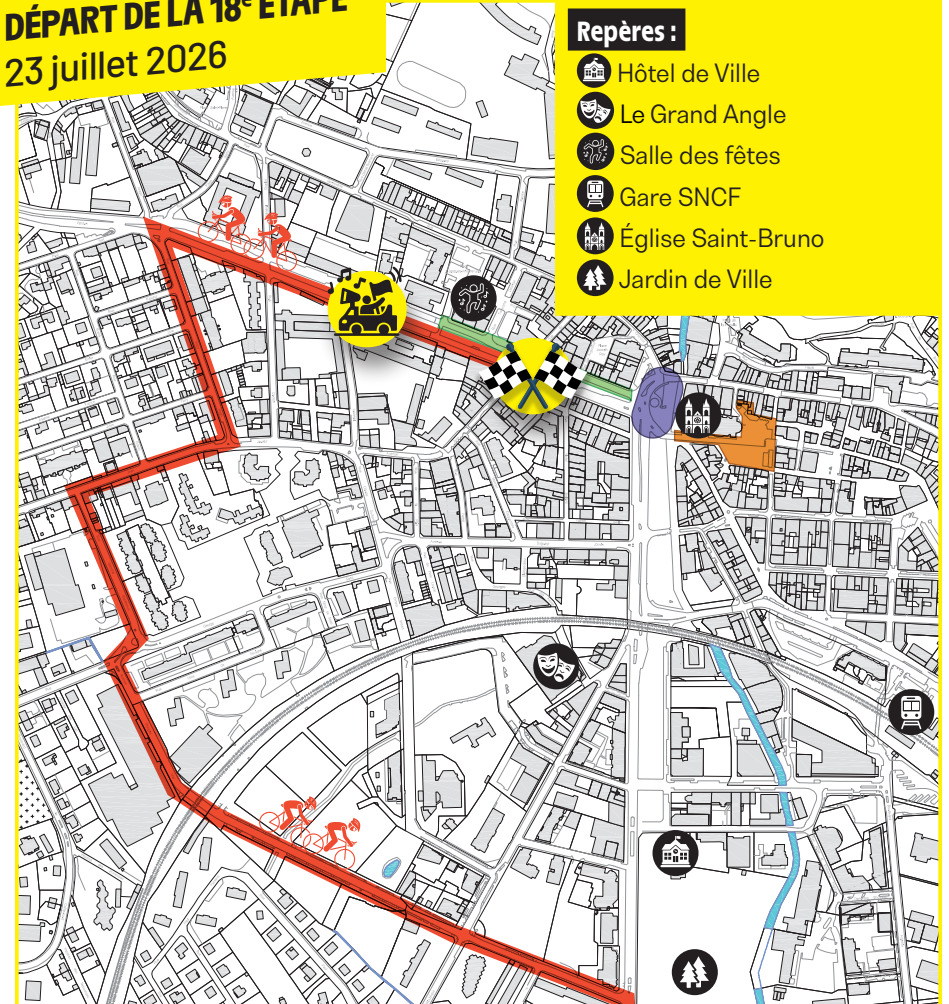 DÉPART DE LA 18e ÉTAPE
23 juillet 2026
Repères :
Hôtel de Ville
Le Grand Angle
Salle des fêtes
Gare SNCF
Église Saint-Bruno
Jardin de Ville